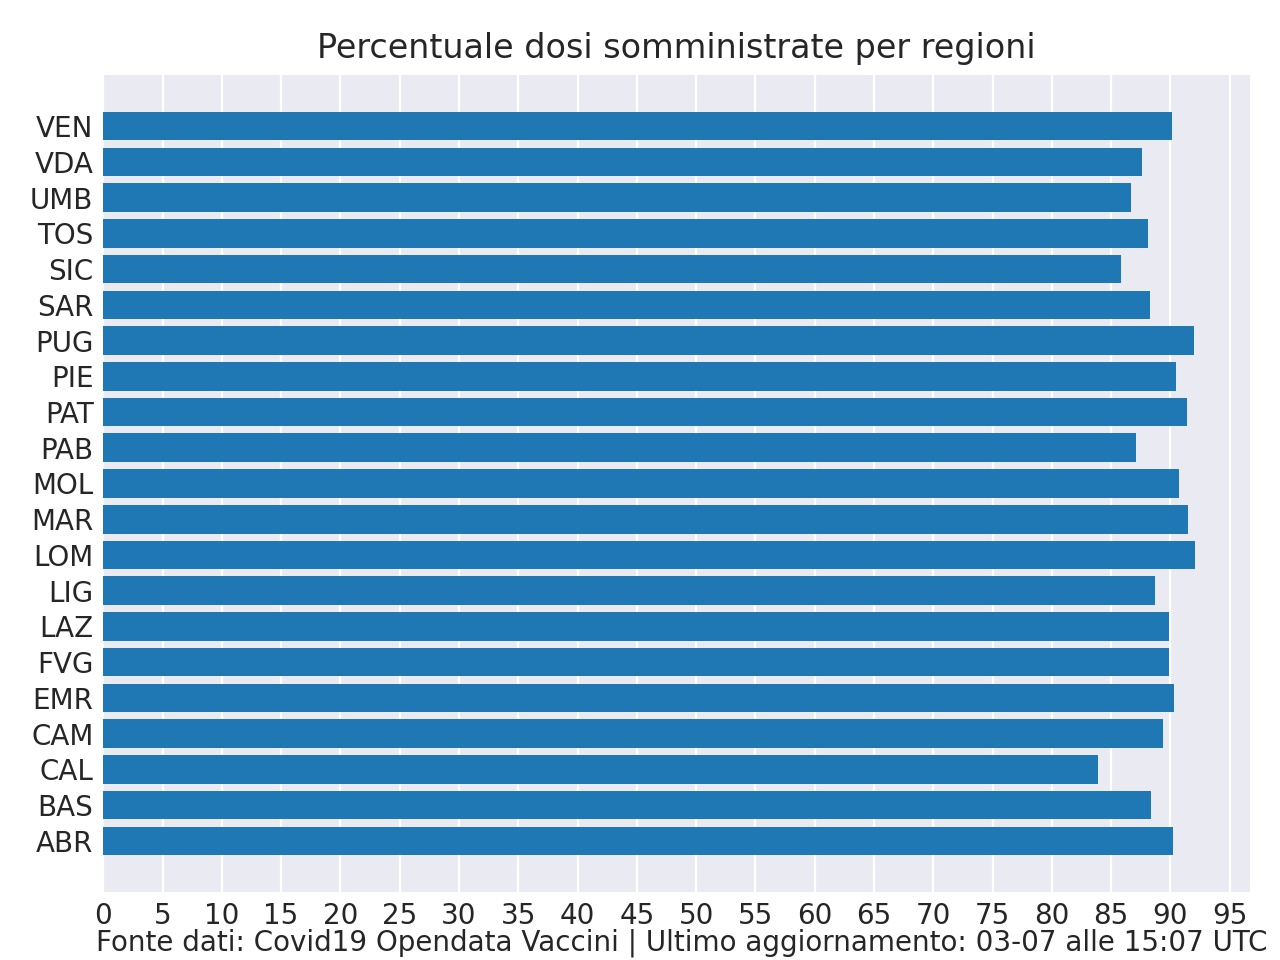 Percentuale dosi somministrate per regioni
VEN
VDA
UMB
TOS
SIC
SAR
PUG
PIE
PAT
PAB
MOL
MAR
LOM
LIG
LAZ
FVG
EMR
CAM
CAL
BAS
ABR
0 5 10 15 20 25 30 35 40 45 50 55 60 65 70 75 80 85 90 95
Fonte dati: Covid19 Opendata Vaccini | Ultimo aggiornamento: 03-07 alle 15:07 UTC